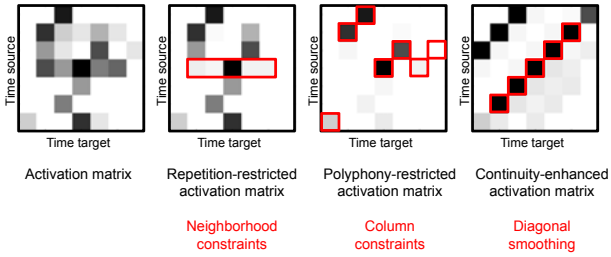 Time source
Time target
Activation matrix
Time source
Time target
Repetition-restricted
activation matrix
Neighborhood
constraints
Time source
Time target
Polyphony-restricted
activation matrix
Column
constraints
Time source
Time target
Continuity-enhanced
activation matrix
Diagonal
smoothing